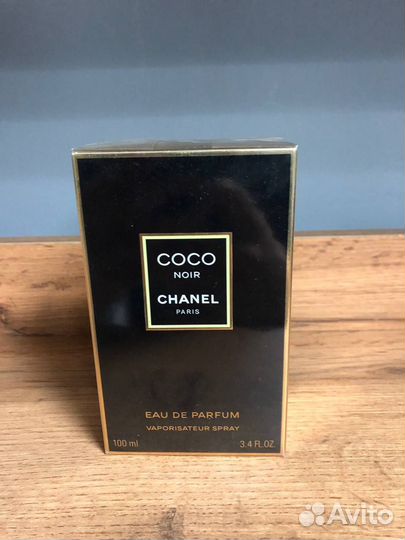 COCO
NOIR
CHANEL
PARIS
EAU DE PARFUM
VAPORISATEUR SPRAY
100 ml 3.4 FL.OZ.
Avito